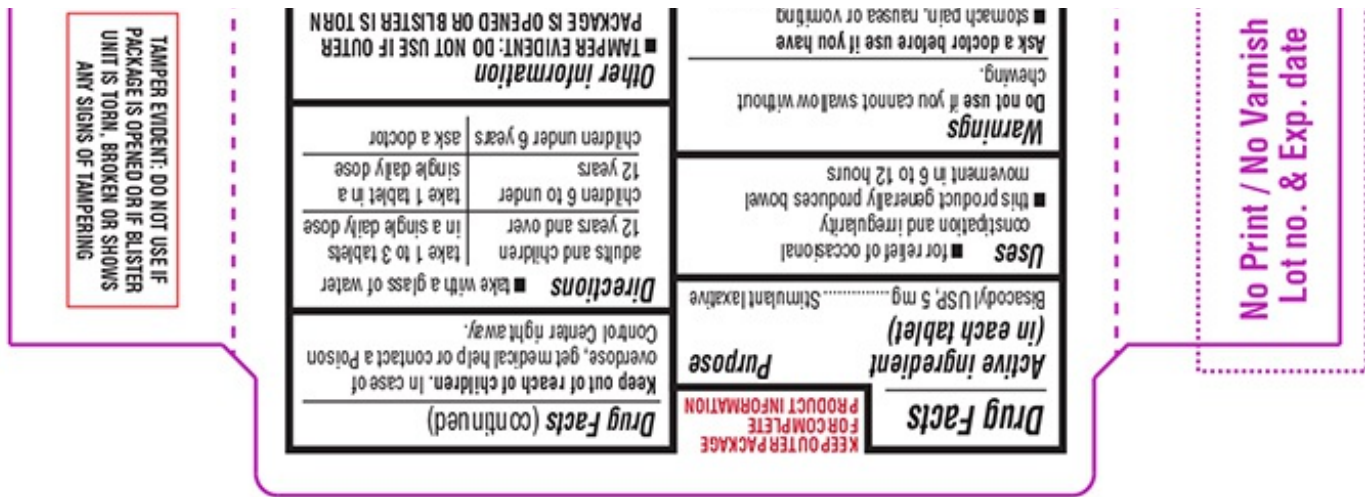 KEEP OUTER PACKAGE
FOR COMPLETE
PRODUCT INFORMATION
Drug Facts
Active ingredient
(in each tablet)
Purpose
Bisacodyl USP, 5 mg................Stimulant laxative
Uses ■ for relief of occasional
constipation and irregularity
■ this product generally produces bowel
movement in 6 to 12 hours
Warnings
Do not use if you cannot swallow without
chewing.
Ask a doctor before use if you have
■ stomach pain, nausea or vomiting
Drug Facts (continued)
Keep out of reach of children. In case of
overdose, get medical help or contact a Poison
Control Center right away.
Directions ■ take with a glass of water
adults and children take 1 to 3 tablets
12 years and over in a single daily dose
children 6 to under take 1 tablet in a
12 years single daily dose
children under 6 years ask a doctor
Other information
■ TAMPER EVIDENT: DO NOT USE IF OUTER
PACKAGE IS OPENED OR BLISTER IS TORN
TAMPER EVIDENT: DO NOT USE IF
PACKAGE IS OPENED OR IF BLISTER
UNIT IS TORN, BROKEN OR SHOWS
ANY SIGNS OF TAMPERING
No Print / No Varnish
Lot no. & Exp. date